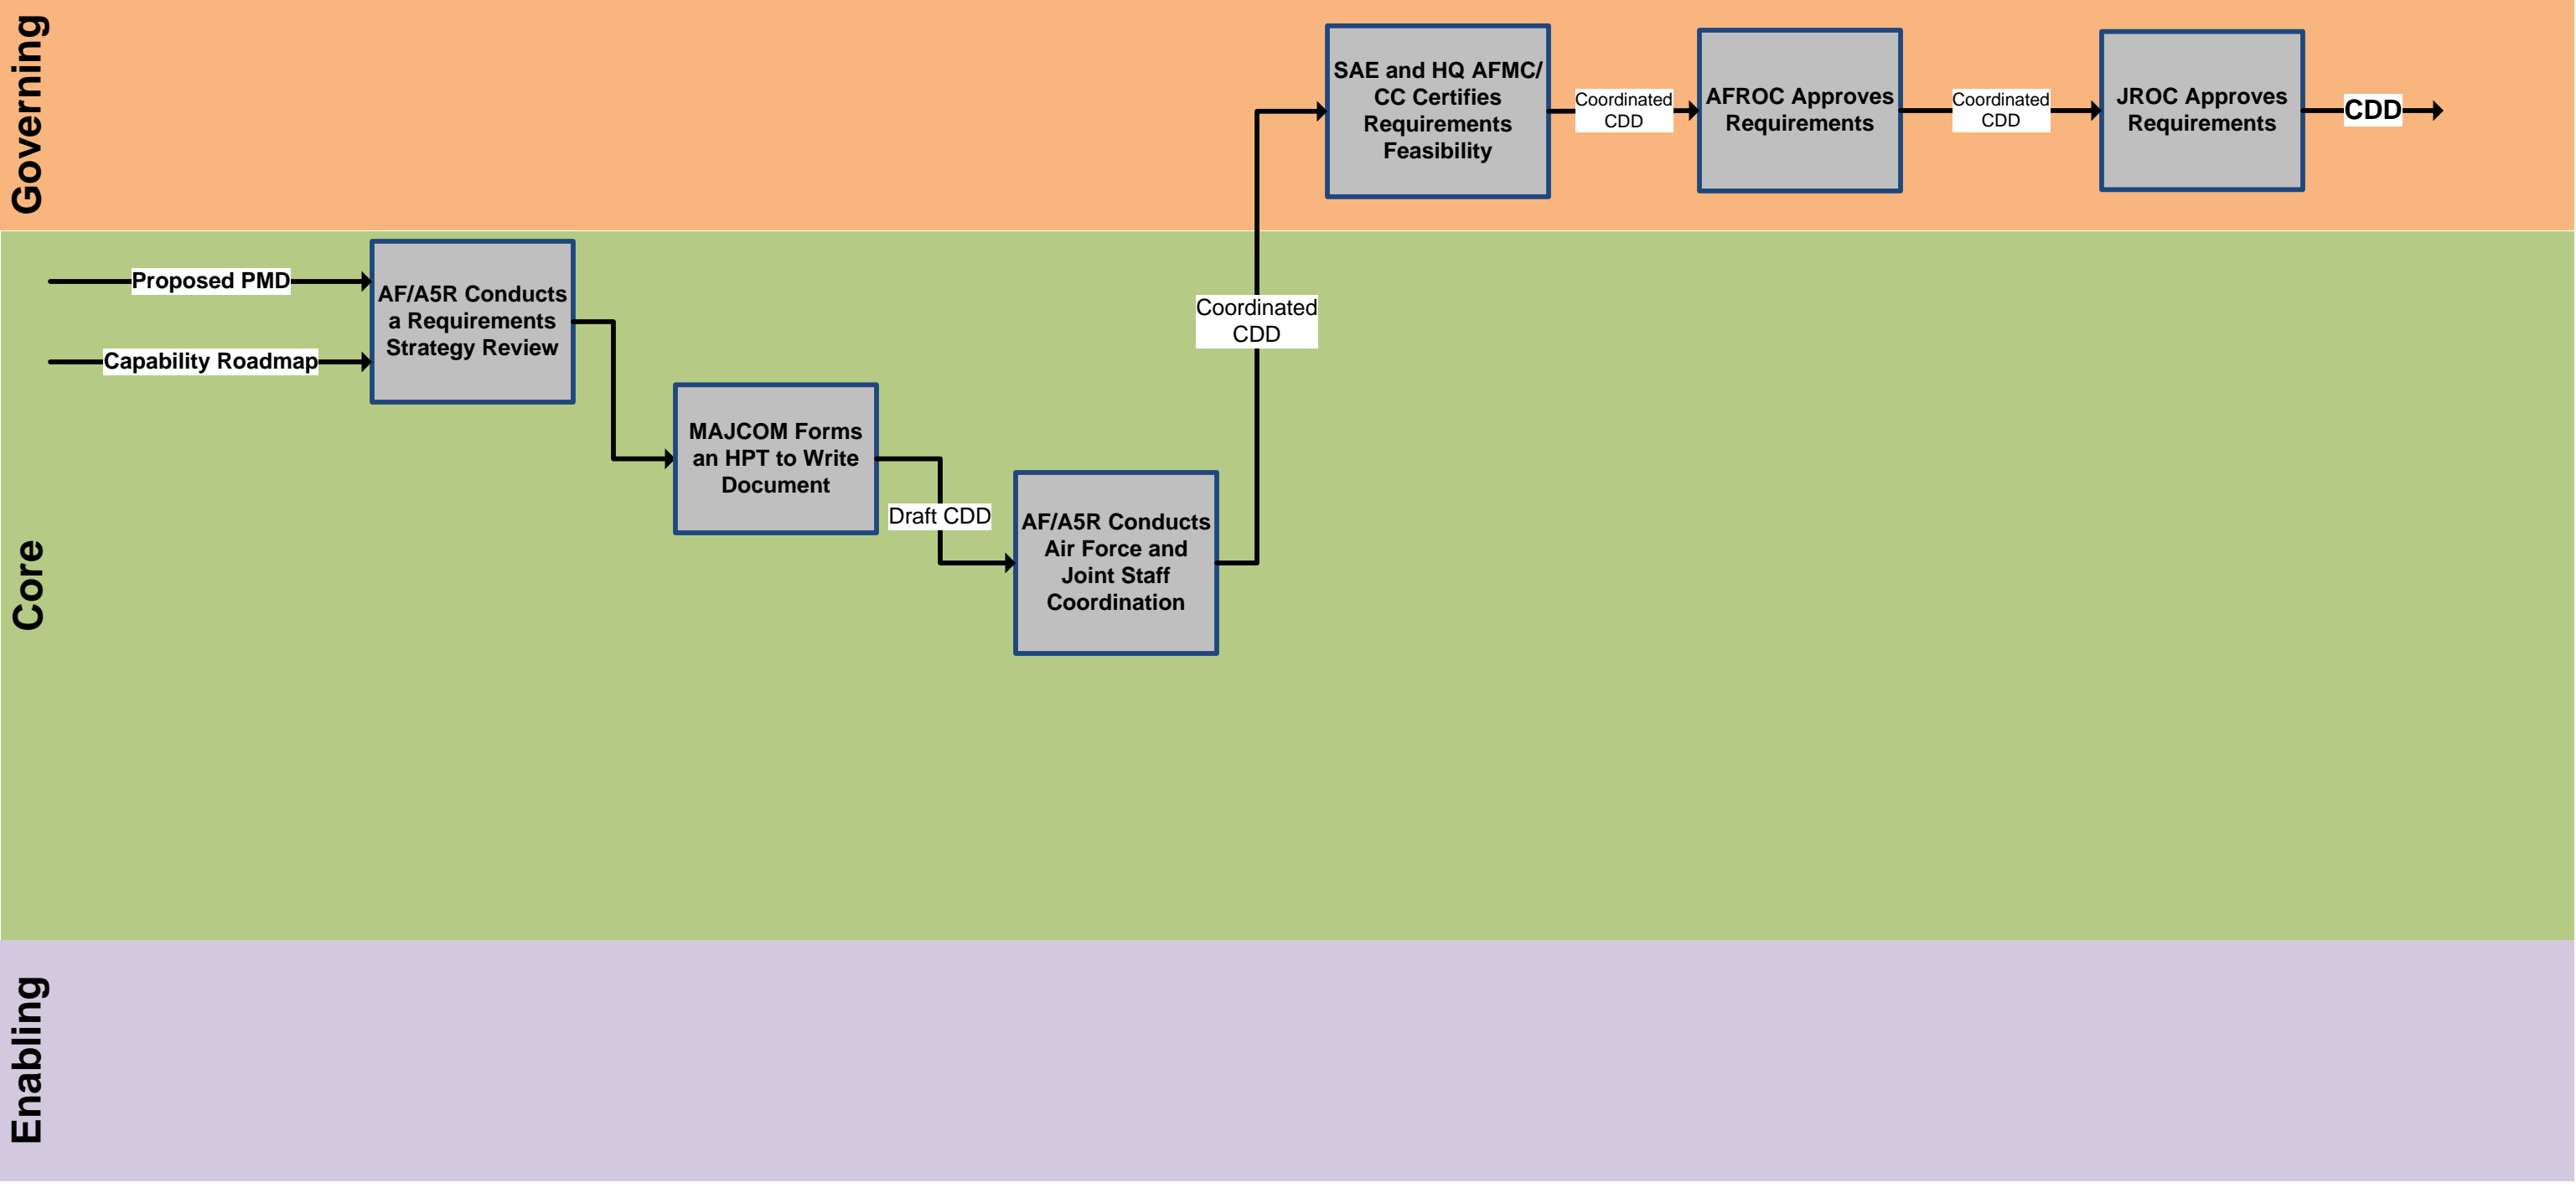 Governing
SAE and HQ AFMC/
CC Certifies
Requirements
Feasibility
Coordinated
CDD
AFROC Approves
Requirements
Coordinated
CDD
JROC Approves
Requirements
CDD
Core
Proposed PMD
Capability Roadmap
AF/A5R Conducts
a Requirements
Strategy Review
MAJCOM Forms
an HPT to Write
Document
Draft CDD
AF/A5R Conducts
Air Force and
Joint Staff
Coordination
Coordinated
CDD
Enabling